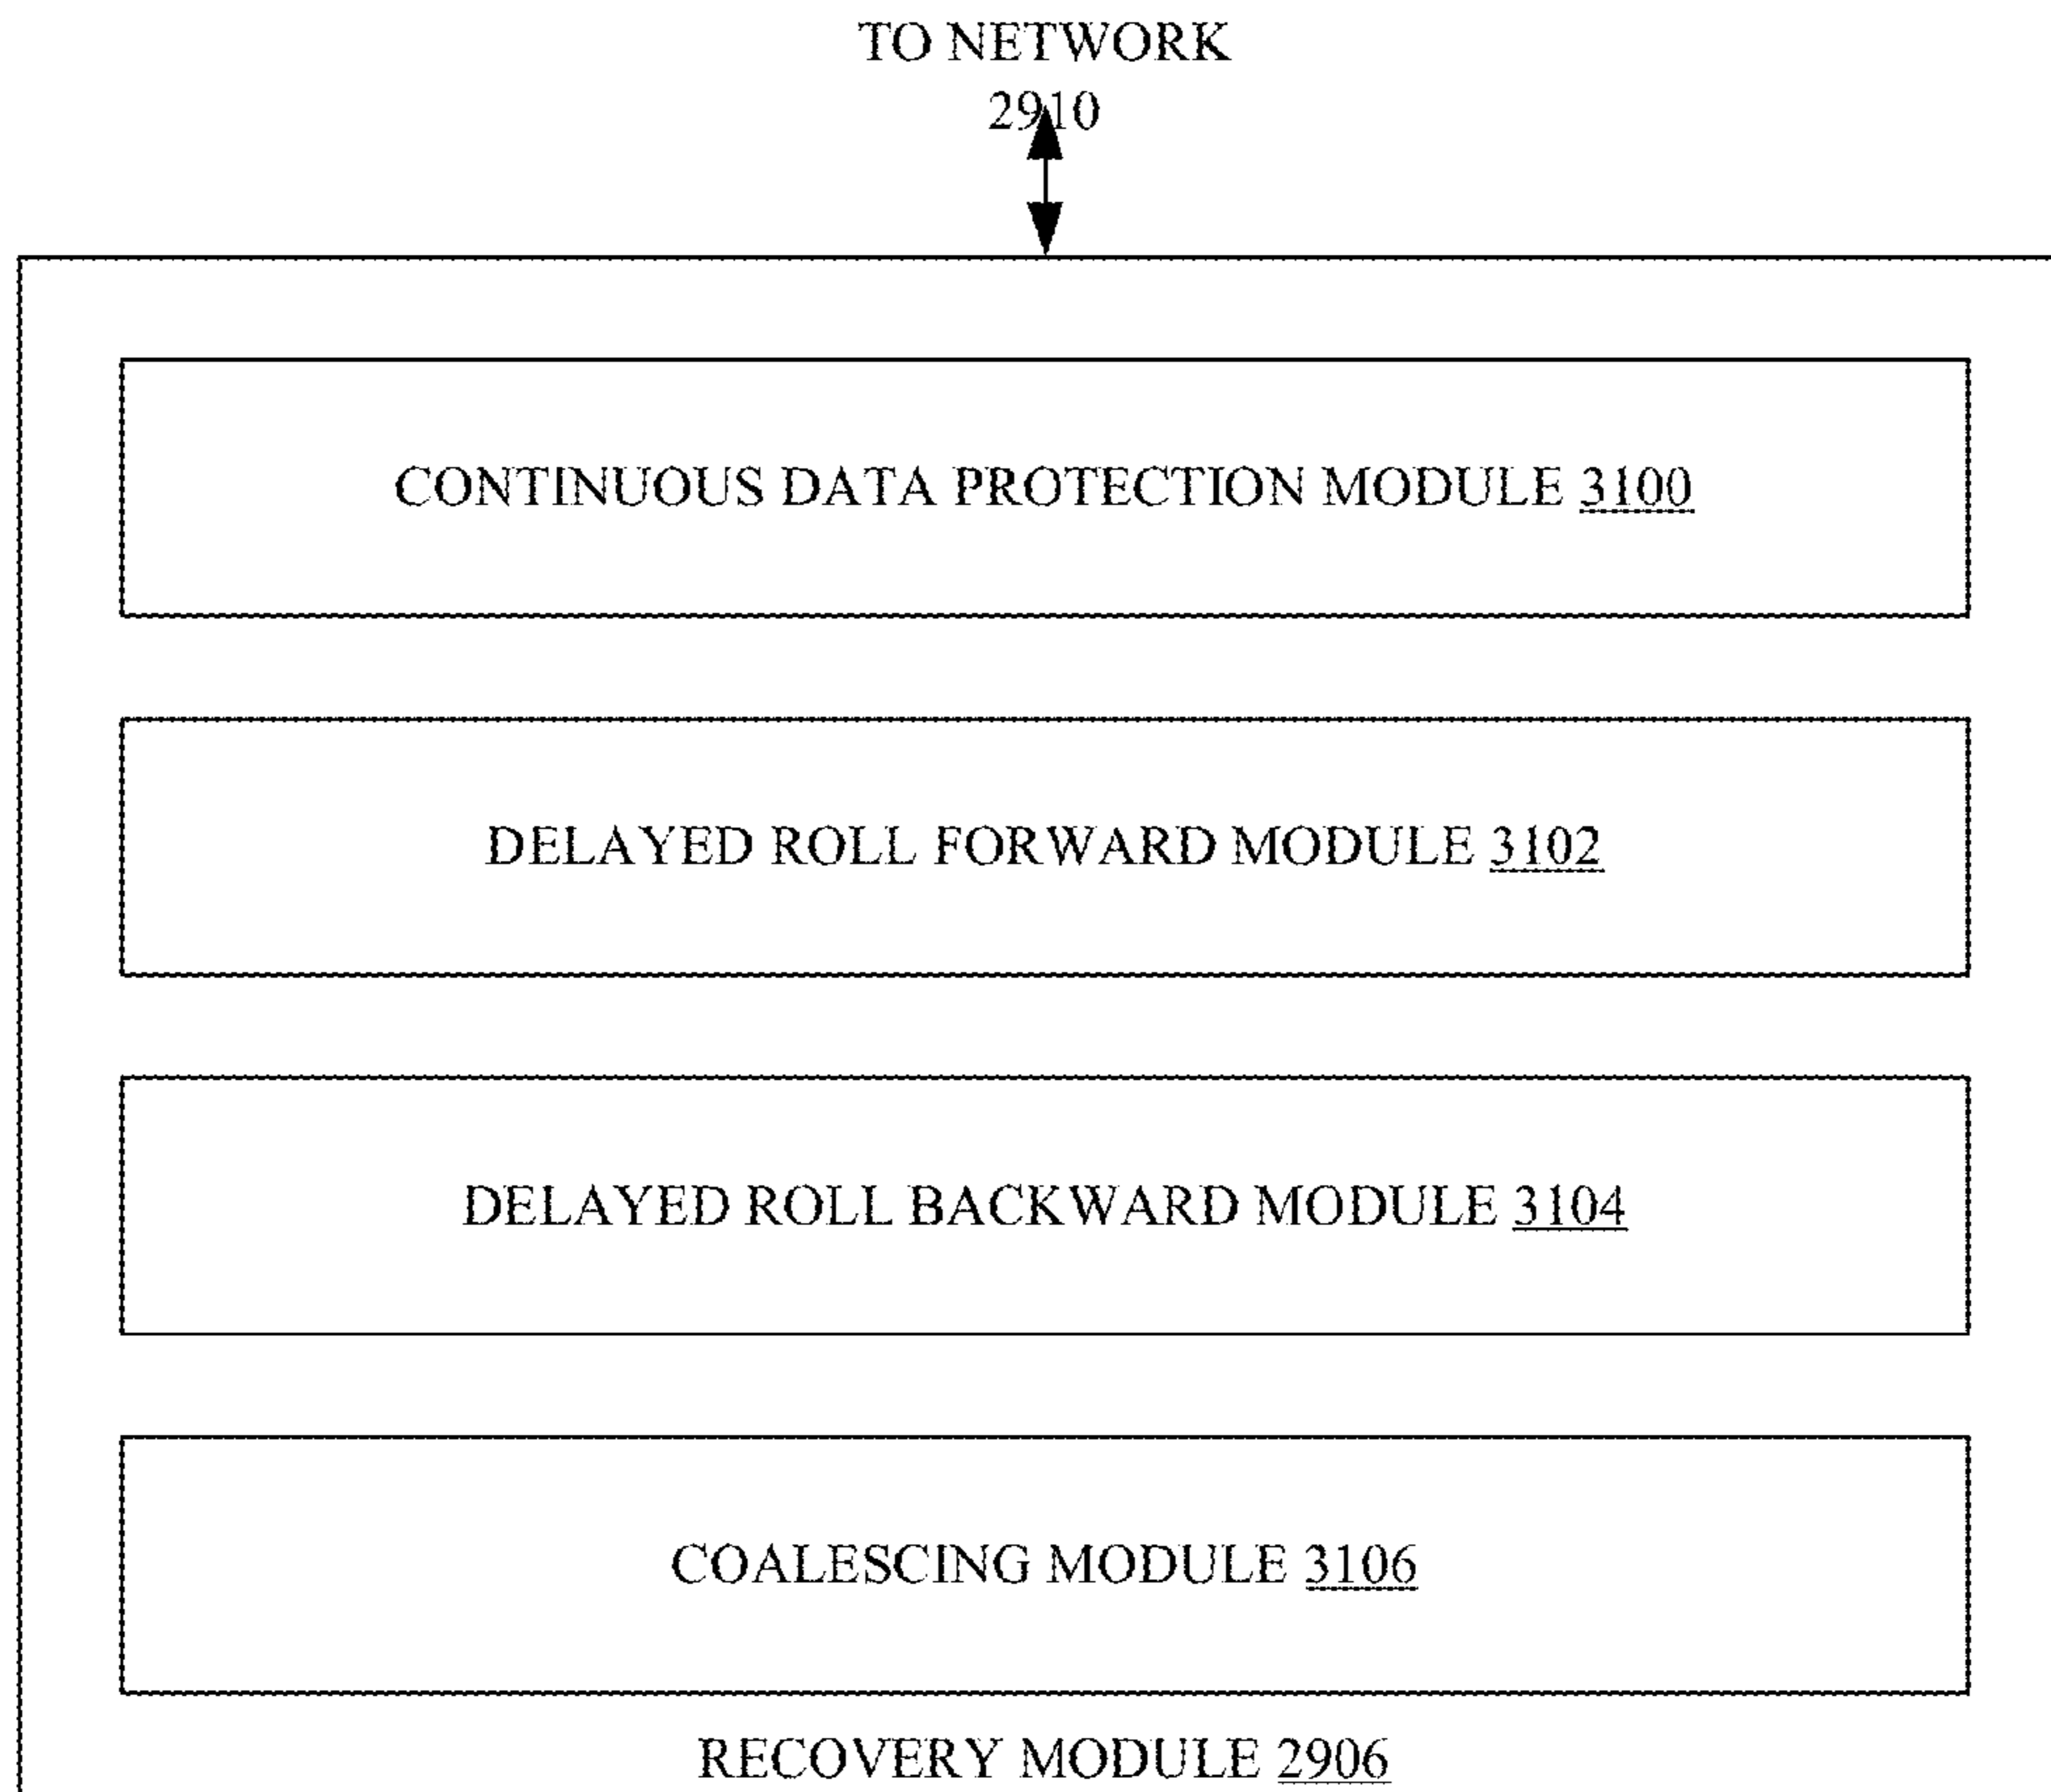 TO NETWORK
2910
CONTINUOUS DATA PROTECTION MODULE 3100
DELAYED ROLL FORWARD MODULE 3102
DELAYED ROLL BACKWARD MODULE 3104
COALESCING MODULE 3106
RECOVERY MODULE 2906